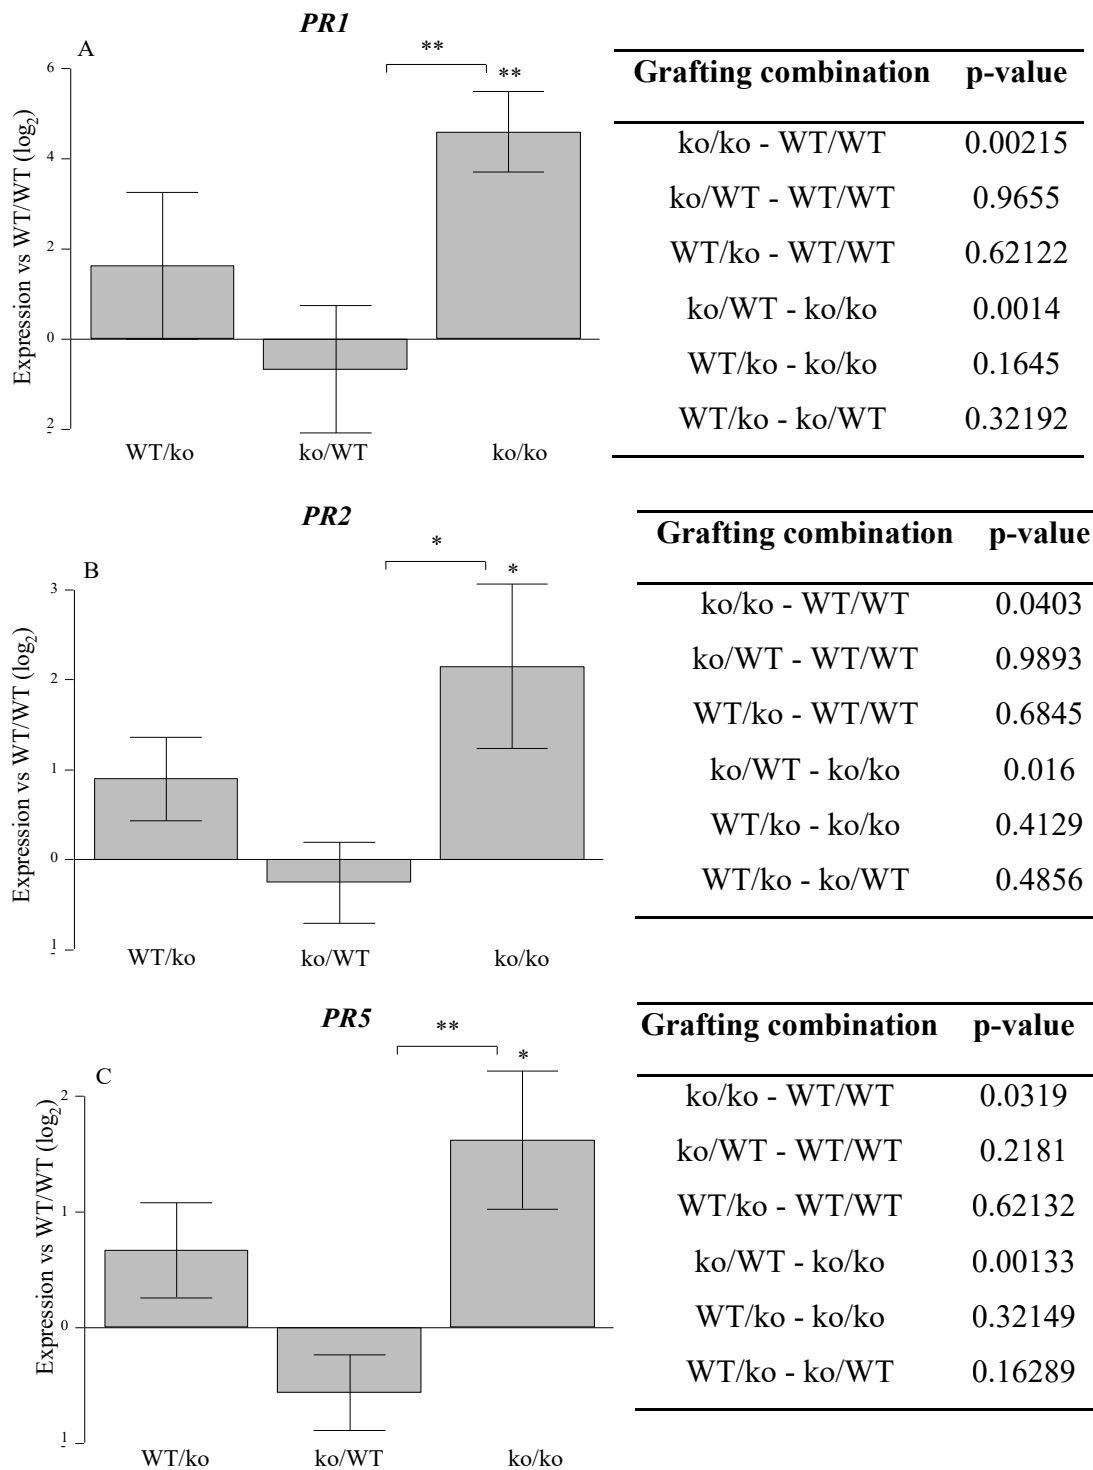 PR1
A
**
**
6
4
2
0
2
-
Expression vs WT/WT (log2)
WT/ko ko/WT ko/ko
Grafting combination p-value
ko/ko - WT/WT 0.00215
ko/WT - WT/WT 0.9655
WT/ko - WT/WT 0.62122
ko/WT - ko/ko 0.0014
WT/ko - ko/ko 0.1645
WT/ko - ko/WT 0.32192
PR2
B
*
*
3
2
1
0
1
-
Expression vs WT/WT (log2)
WT/ko ko/WT ko/ko
Grafting combination p-value
ko/ko - WT/WT 0.0403
ko/WT - WT/WT 0.9893
WT/ko - WT/WT 0.6845
ko/WT - ko/ko 0.016
WT/ko - ko/ko 0.4129
WT/ko - ko/WT 0.4856
PR5
C
**
*
2
1
0
1
-
Expression vs WT/WT (log2)
WT/ko ko/WT ko/ko
Grafting combination p-value
ko/ko - WT/WT 0.0319
ko/WT - WT/WT 0.2181
WT/ko - WT/WT 0.62132
ko/WT - ko/ko 0.00133
WT/ko - ko/ko 0.32149
WT/ko - ko/WT 0.16289